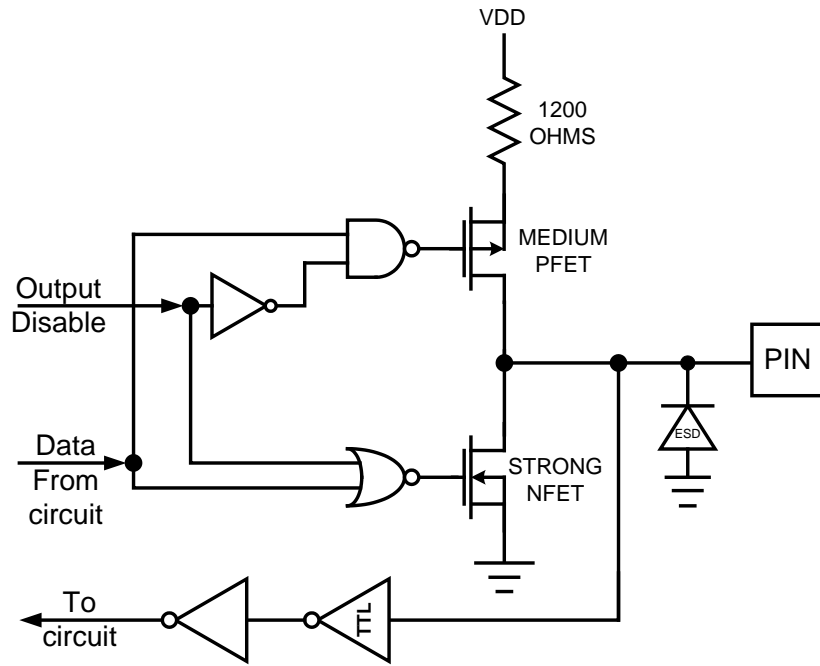 VDD
1200
OHMS
MEDIUM
PFET
Output
Disable
PIN
ESD
Data
From
circuit
STRONG
NFET
To
circuit
TTL